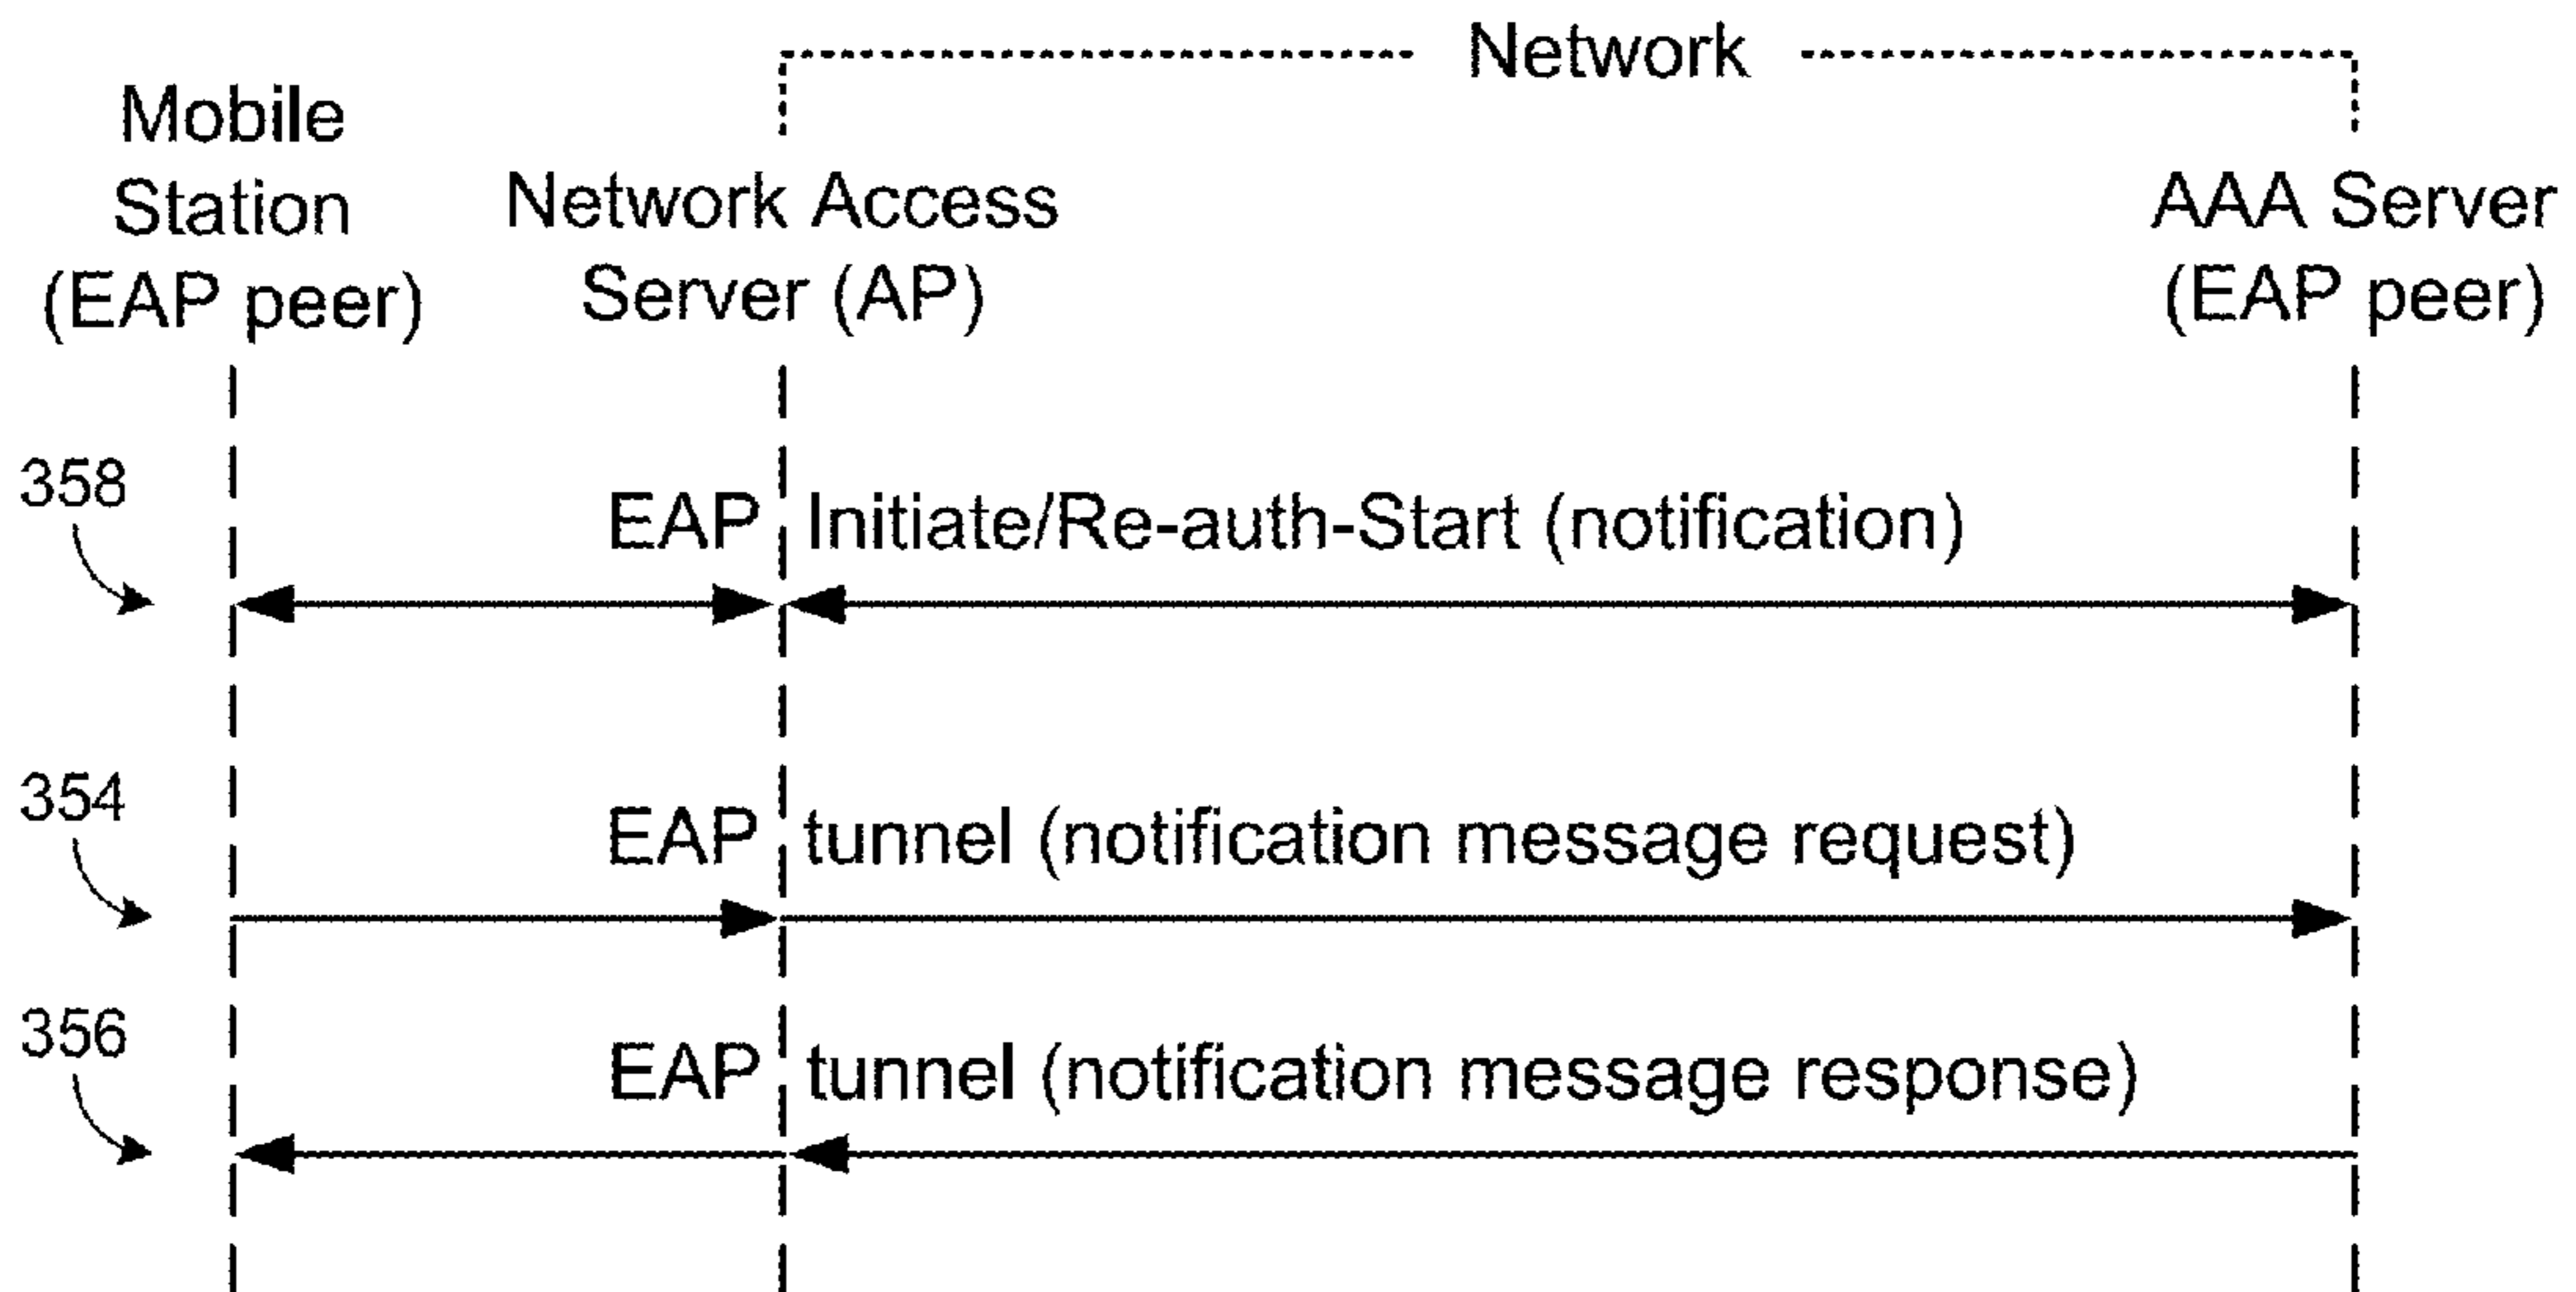 Network
Mobile
Station
(EAP peer)
Network Access
Server (AP)
AAA Server
(EAP peer)
358
EAP Initiate/Re-auth-Start (notification)
354
EAP tunnel (notification message request)
356
EAP tunnel (notification message response)